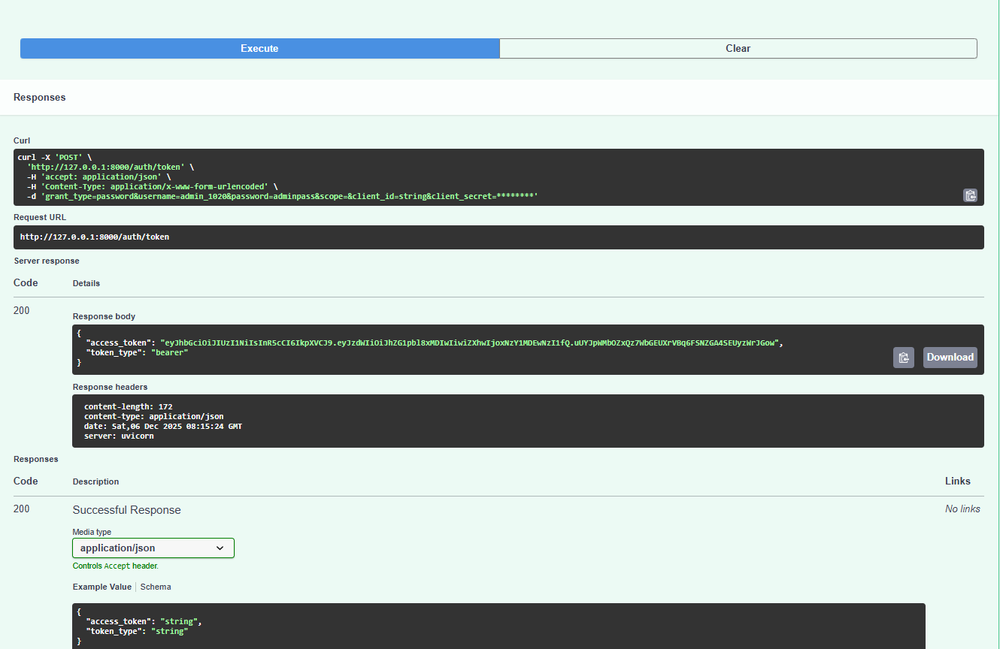 Execute
Clear
Responses
Curl
curl -X 'POST' \
'http://127.0.0.1:8000/auth/token' \
-H 'accept: application/json' \
-H 'Content-Type: application/x-www-form-urlencoded' \
-d 'grant_type=password&username=admin_1020&password=adminpass&scope=&client_id=string&client_secret=********'
Request URL
http://127.0.0.1:8000/auth/token
Server response
Code Details
200
Response body
{
"access_token": "eyJhbGciOiJIUzI1NiIsInR5cCI6IkpXVCJ9.eyJzdWIiOiJhZG1pbl8xMDIwIiwiZXhwIjoxNzY1MDEwNzI1fQ.uUYJpWMbOZxQz7WbGEUXrVBq6FSNZGA4SEUyzWrJGow",
"token_type": "bearer"
}
Download
Response headers
content-length: 172
content-type: application/json
date: Sat,06 Dec 2025 08:15:24 GMT
server: uvicorn
Responses
Code Description Links
200 Successful Response No links
Media type
application/json
Controls Accept header.
Example Value Schema
{
"access_token": "string",
"token_type": "string"
}